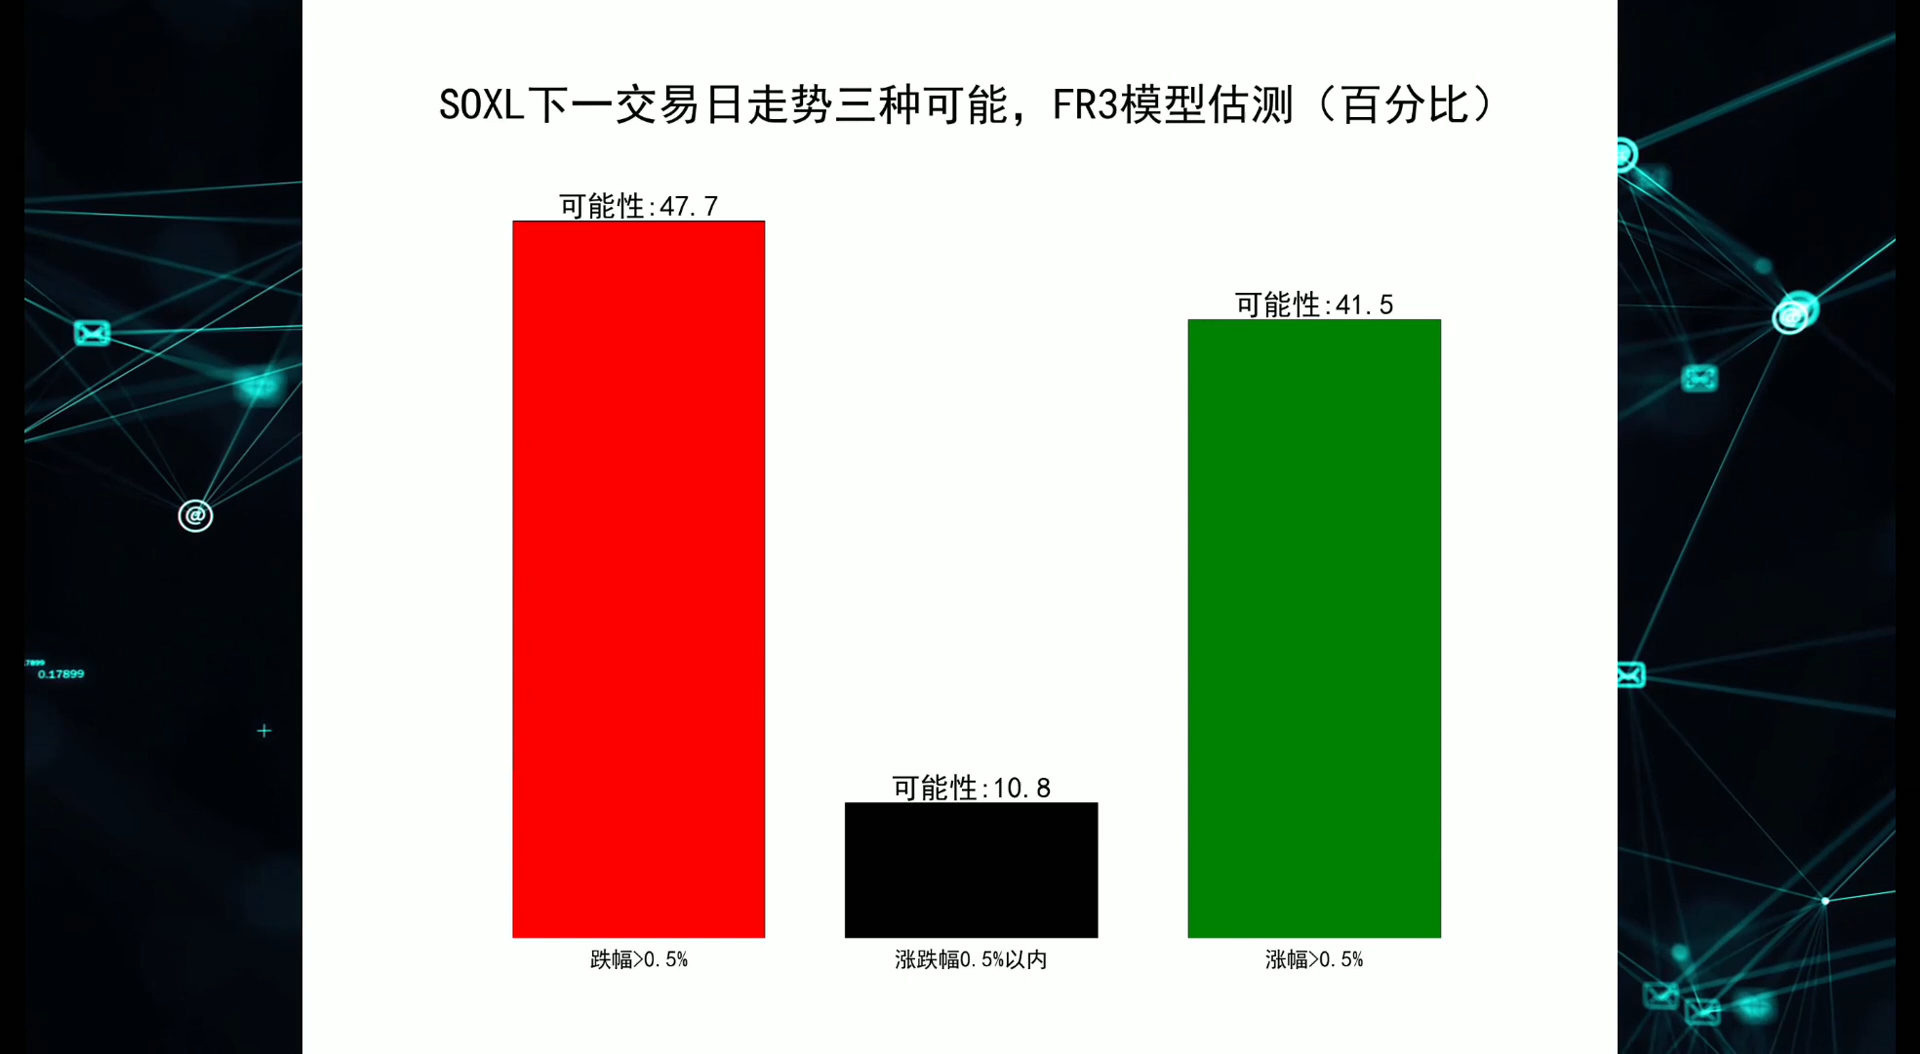 SOXL下一交易日走势三种可能，FR3模型估测（百分比）
可能性:47.7
可能性:41.5
可能性:10.8
跌幅>0.5%
涨跌幅0.5%以内
涨幅>0.5%
@
@
7899
0.17899